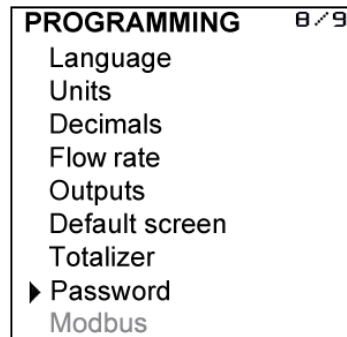 PROGRAMMING 8/9
Language
Units
Decimals
Flow rate
Outputs
Default screen
Totalizer
Password
Modbus